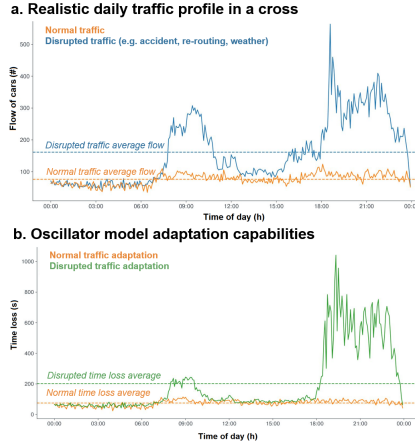 a. Realistic daily traffic profile in a cross
Normal traffic
Disrupted traffic (e.g. accident, re-routing, weather)
500
400
300
200
100
Flow of cars (#)
Disrupted traffic average flow
Normal traffic average flow
00:00 03:00 06:00 09:00 12:00 15:00 18:00 21:00 00:0
Time of day (h)
b. Oscillator model adaptation capabilities
Normal traffic adaptation
Disrupted traffic adaptation
1000
800
600
400
200
0
Time loss (s)
Disrupted time loss average
Normal time loss average
00:00 03:00 06:00 09:00 12:00 15:00 18:00 21:00 00:00
Time of day (h)